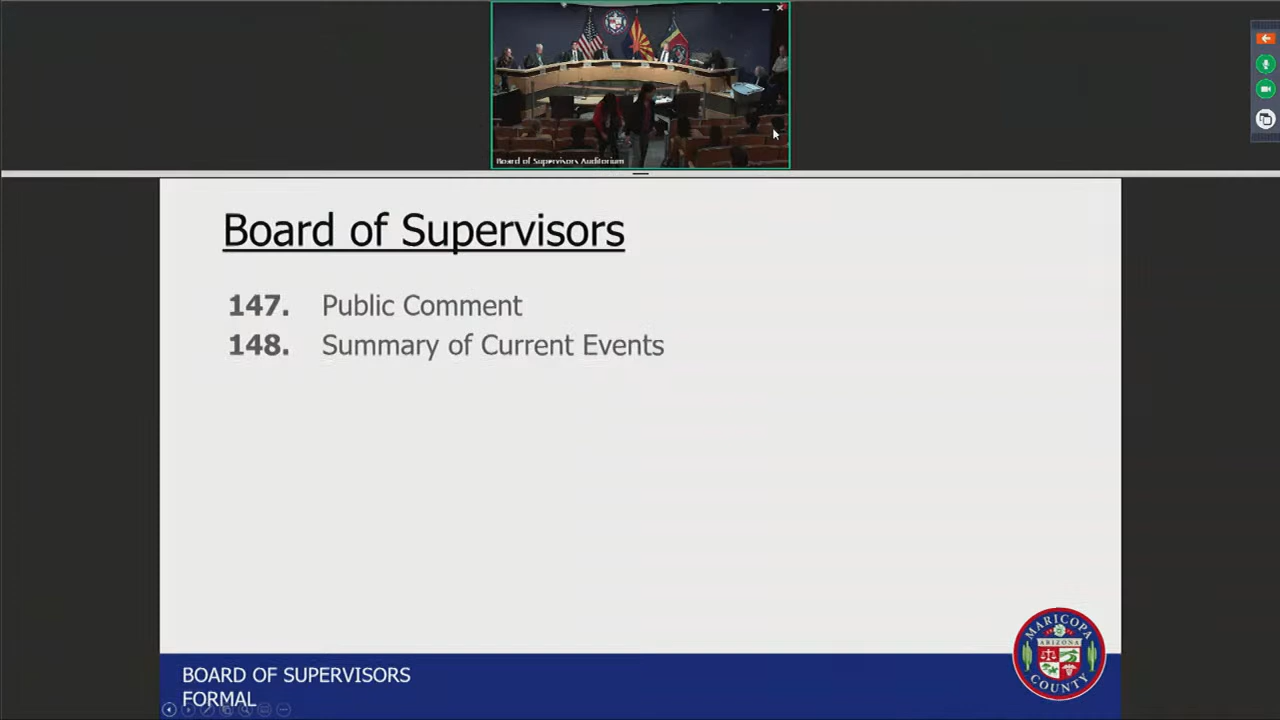 Board of Supervisors Auditorium
Board of Supervisors
147. Public Comment
148. Summary of Current Events
MARICOPA
ARIZONA
COUNTY
BOARD OF SUPERVISORS
FORMAL